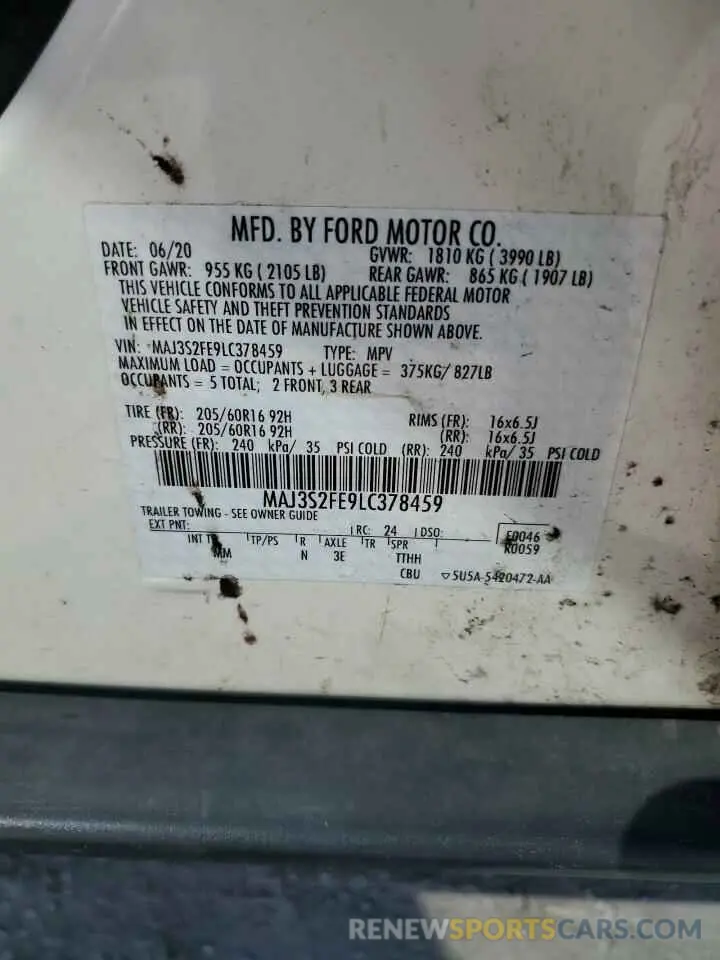 MFD. BY FORD MOTOR CO.
DATE: 06/20 GVWR: 1810 KG ( 3990 LB)
FRONT GAWR: 955 KG ( 2105 LB) REAR GAWR: 865 KG ( 1907 LB)
THIS VEHICLE CONFORMS TO ALL APPLICABLE FEDERAL MOTOR
VEHICLE SAFETY AND THEFT PREVENTION STANDARDS
IN EFFECT ON THE DATE OF MANUFACTURE SHOWN ABOVE.
VIN: MAJ3S2FE9LC378459 TYPE: MPV
MAXIMUM LOAD = OCCUPANTS + LUGGAGE = 375KG/ 827LB
OCCUPANTS = 5 TOTAL; 2 FRONT, 3 REAR
TIRE (FR): 205/60R16 92H RIMS (FR): 16x6.5J
(RR): 205/60R16 92H (RR): 16x6.5J
PRESSURE (FR): 240 kPa/ 35 PSI COLD (RR): 240 kPa/ 35 PSI COLD
MAJ3S2FE9LC378459
TRAILER TOWING - SEE OWNER GUIDE
EXT PNT: RC: 24 DSO: E0046
INT TR TP/PS R AXLE TR SPR R0059
MM N 3E TTHH
CBU 5U5A-5420472-AA
RENEWSPORTSCARS.COM